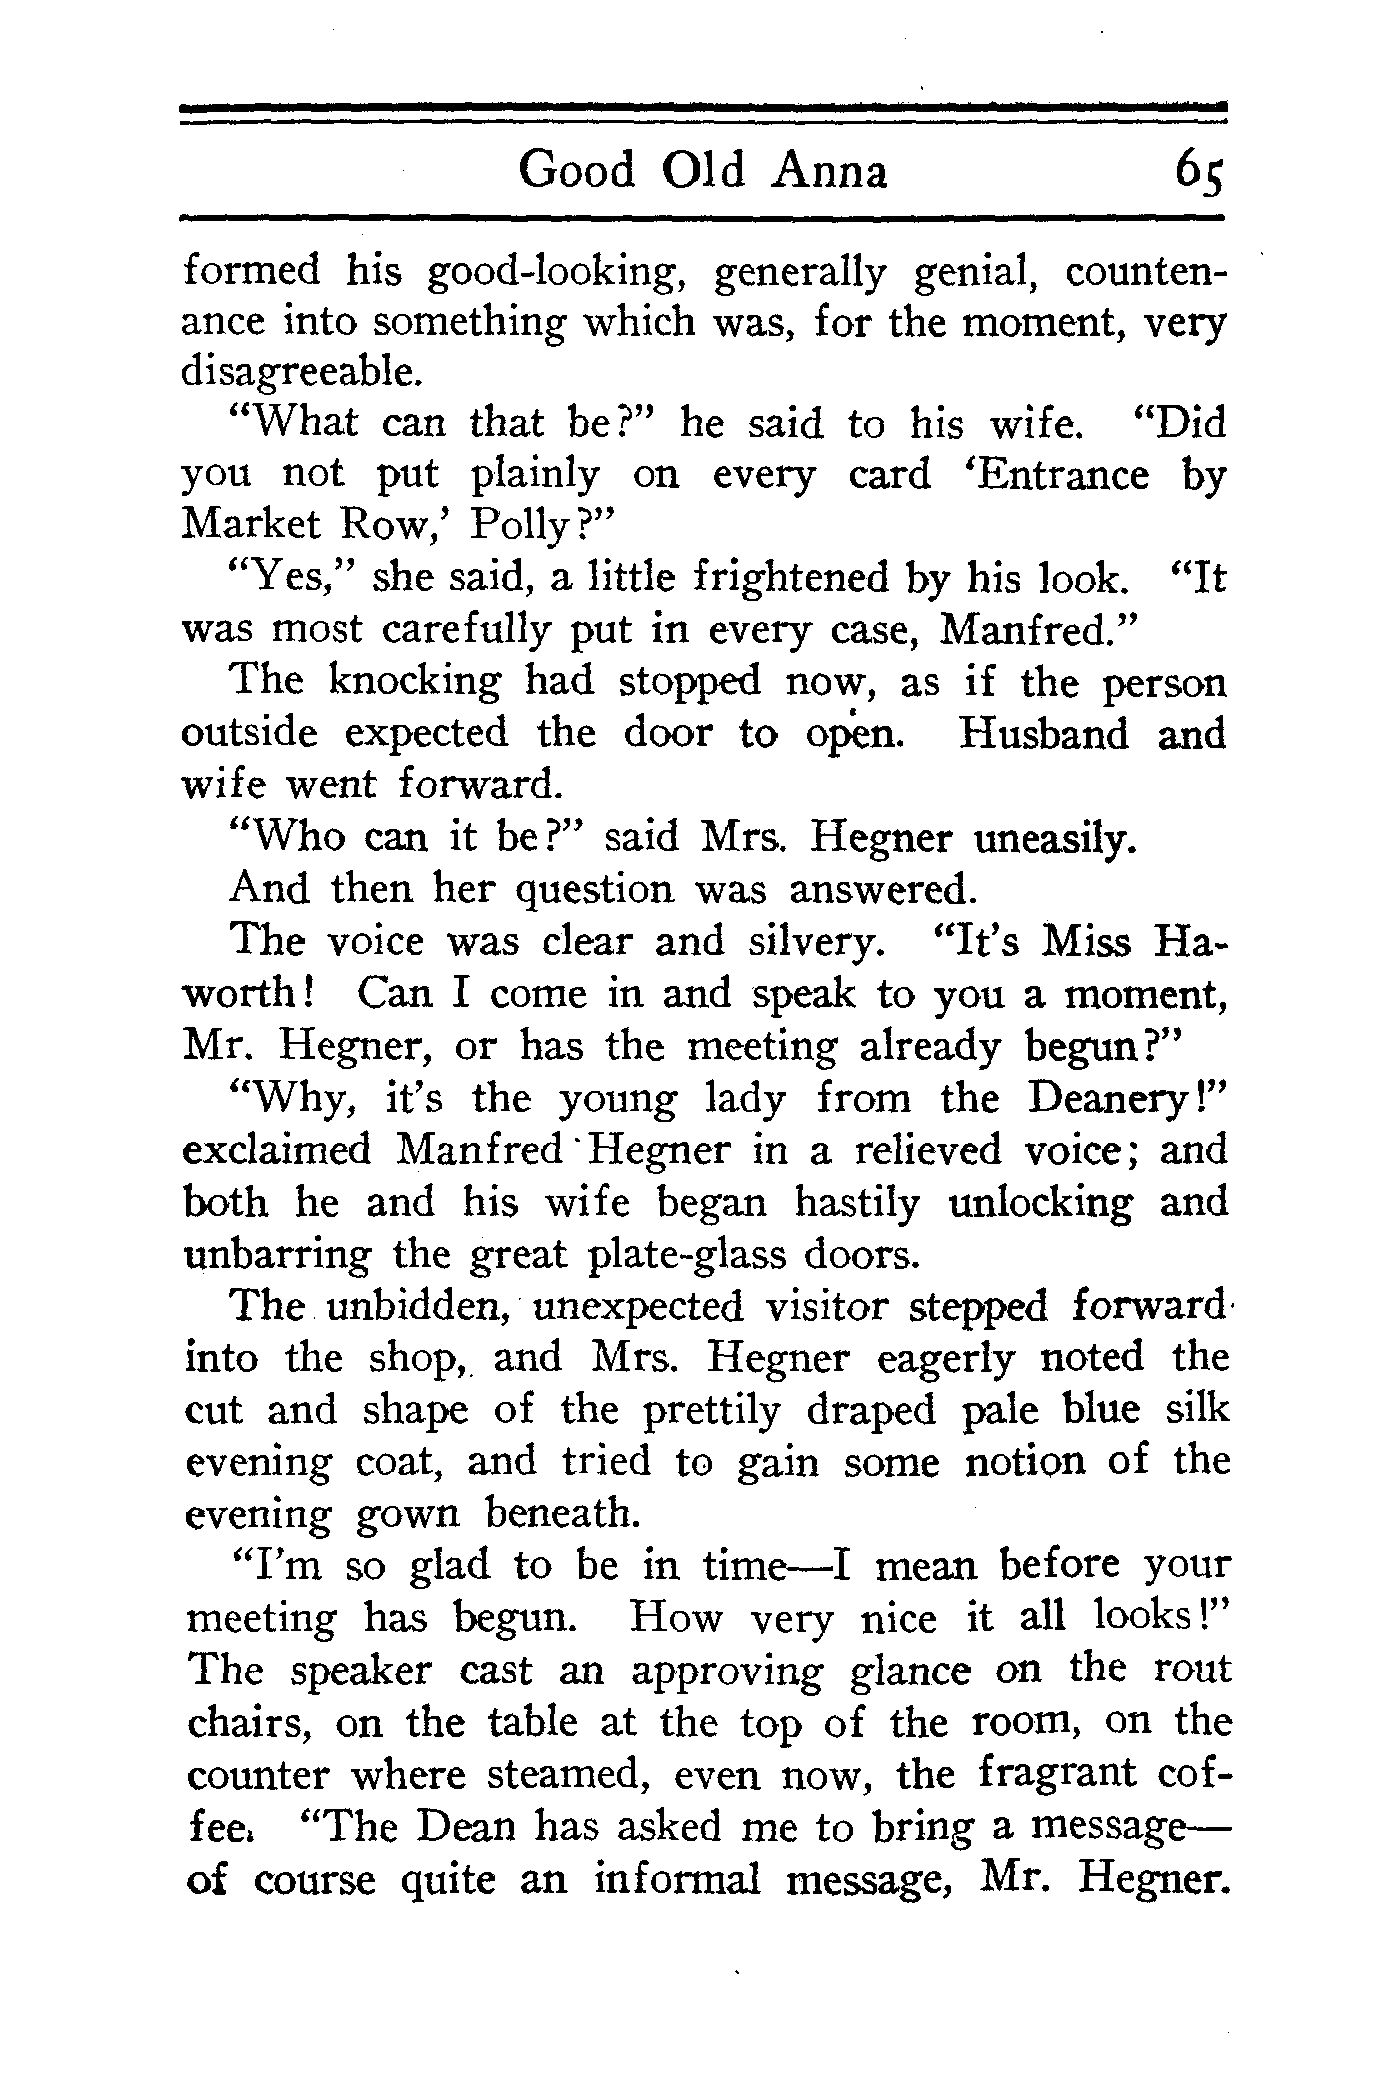 Good Old Anna 65
formed his good-looking, generally genial, counten-
ance into something which was, for the moment, very
disagreeable.
“What can that be?” he said to his wife. “Did
you not put plainly on every card ‘Entrance by
Market Row,’ Polly?”
“Yes,” she said, a little frightened by his look. “It
was most carefully put in every case, Manfred.”
The knocking had stopped now, as if the person
outside expected the door to open. Husband and
wife went forward.
“Who can it be?” said Mrs. Hegner uneasily.
And then her question was answered.
The voice was clear and silvery. “It’s Miss Ha-
worth! Can I come in and speak to you a moment,
Mr. Hegner, or has the meeting already begun?”
“Why, it’s the young lady from the Deanery!”
exclaimed Manfred Hegner in a relieved voice; and
both he and his wife began hastily unlocking and
unbarring the great plate-glass doors.
The unbidden, unexpected visitor stepped forward
into the shop, and Mrs. Hegner eagerly noted the
cut and shape of the prettily draped pale blue silk
evening coat, and tried to gain some notion of the
evening gown beneath.
“I’m so glad to be in time—I mean before your
meeting has begun. How very nice it all looks!”
The speaker cast an approving glance on the rout
chairs, on the table at the top of the room, on the
counter where steamed, even now, the fragrant cof-
fee. “The Dean has asked me to bring a message—
of course quite an informal message, Mr. Hegner.